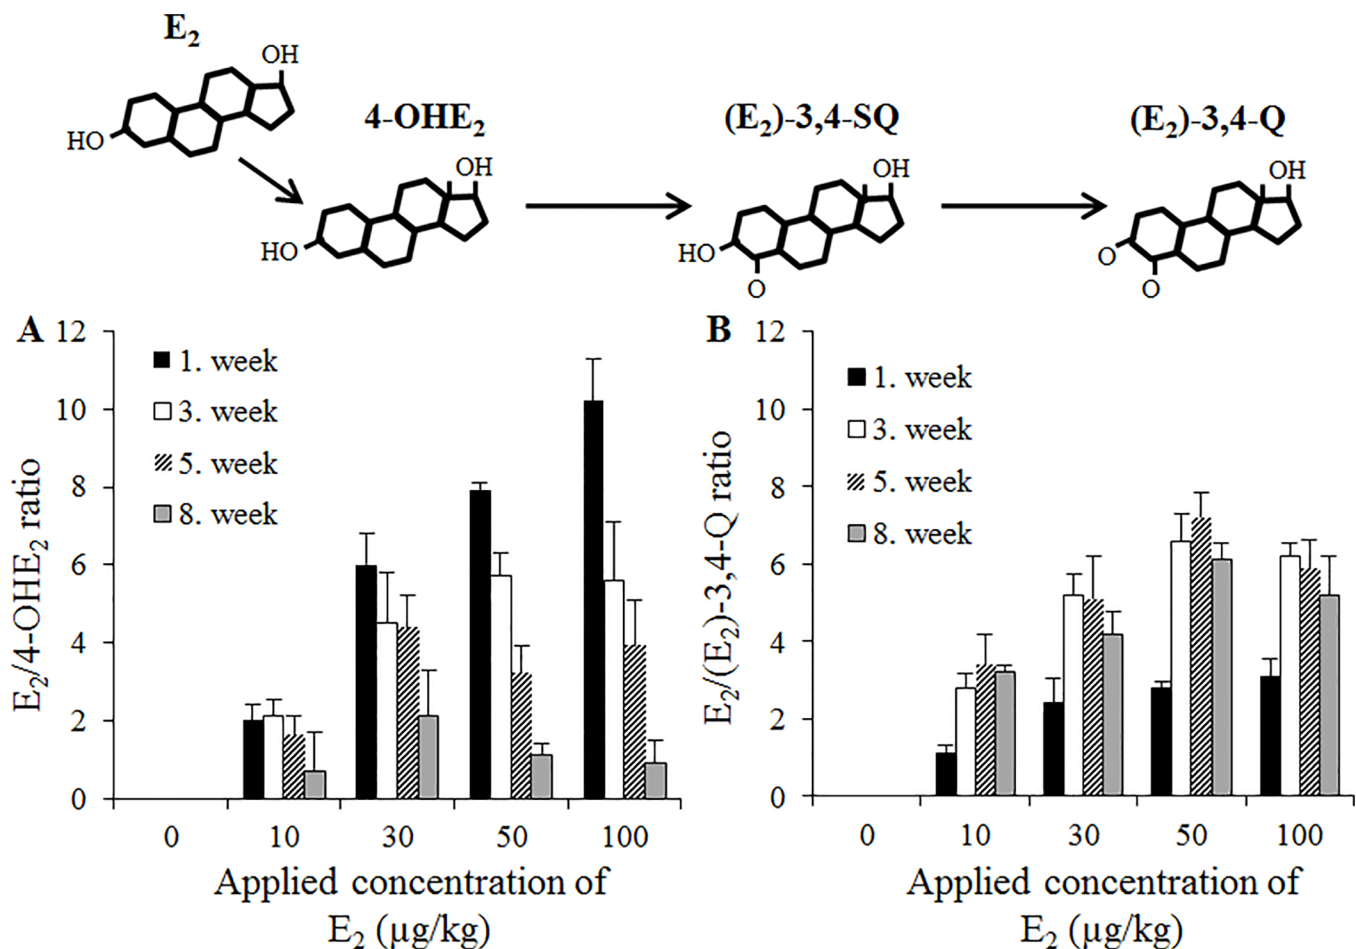 E2
OH
HO
4-OHE2
OH
HO
(E2)-3,4-SQ
OH
HO
O
(E2)-3,4-Q
OH
O
O
A
12
10
8
6
4
2
0
E2/4-OHE2 ratio
1. week
3. week
5. week
8. week
0 10 30 50 100
Applied concentration of
E2 (µg/kg)
B
12
10
8
6
4
2
0
E2/(E2)-3,4-Q ratio
1. week
3. week
5. week
8. week
0 10 30 50 100
Applied concentration of
E2 (µg/kg)